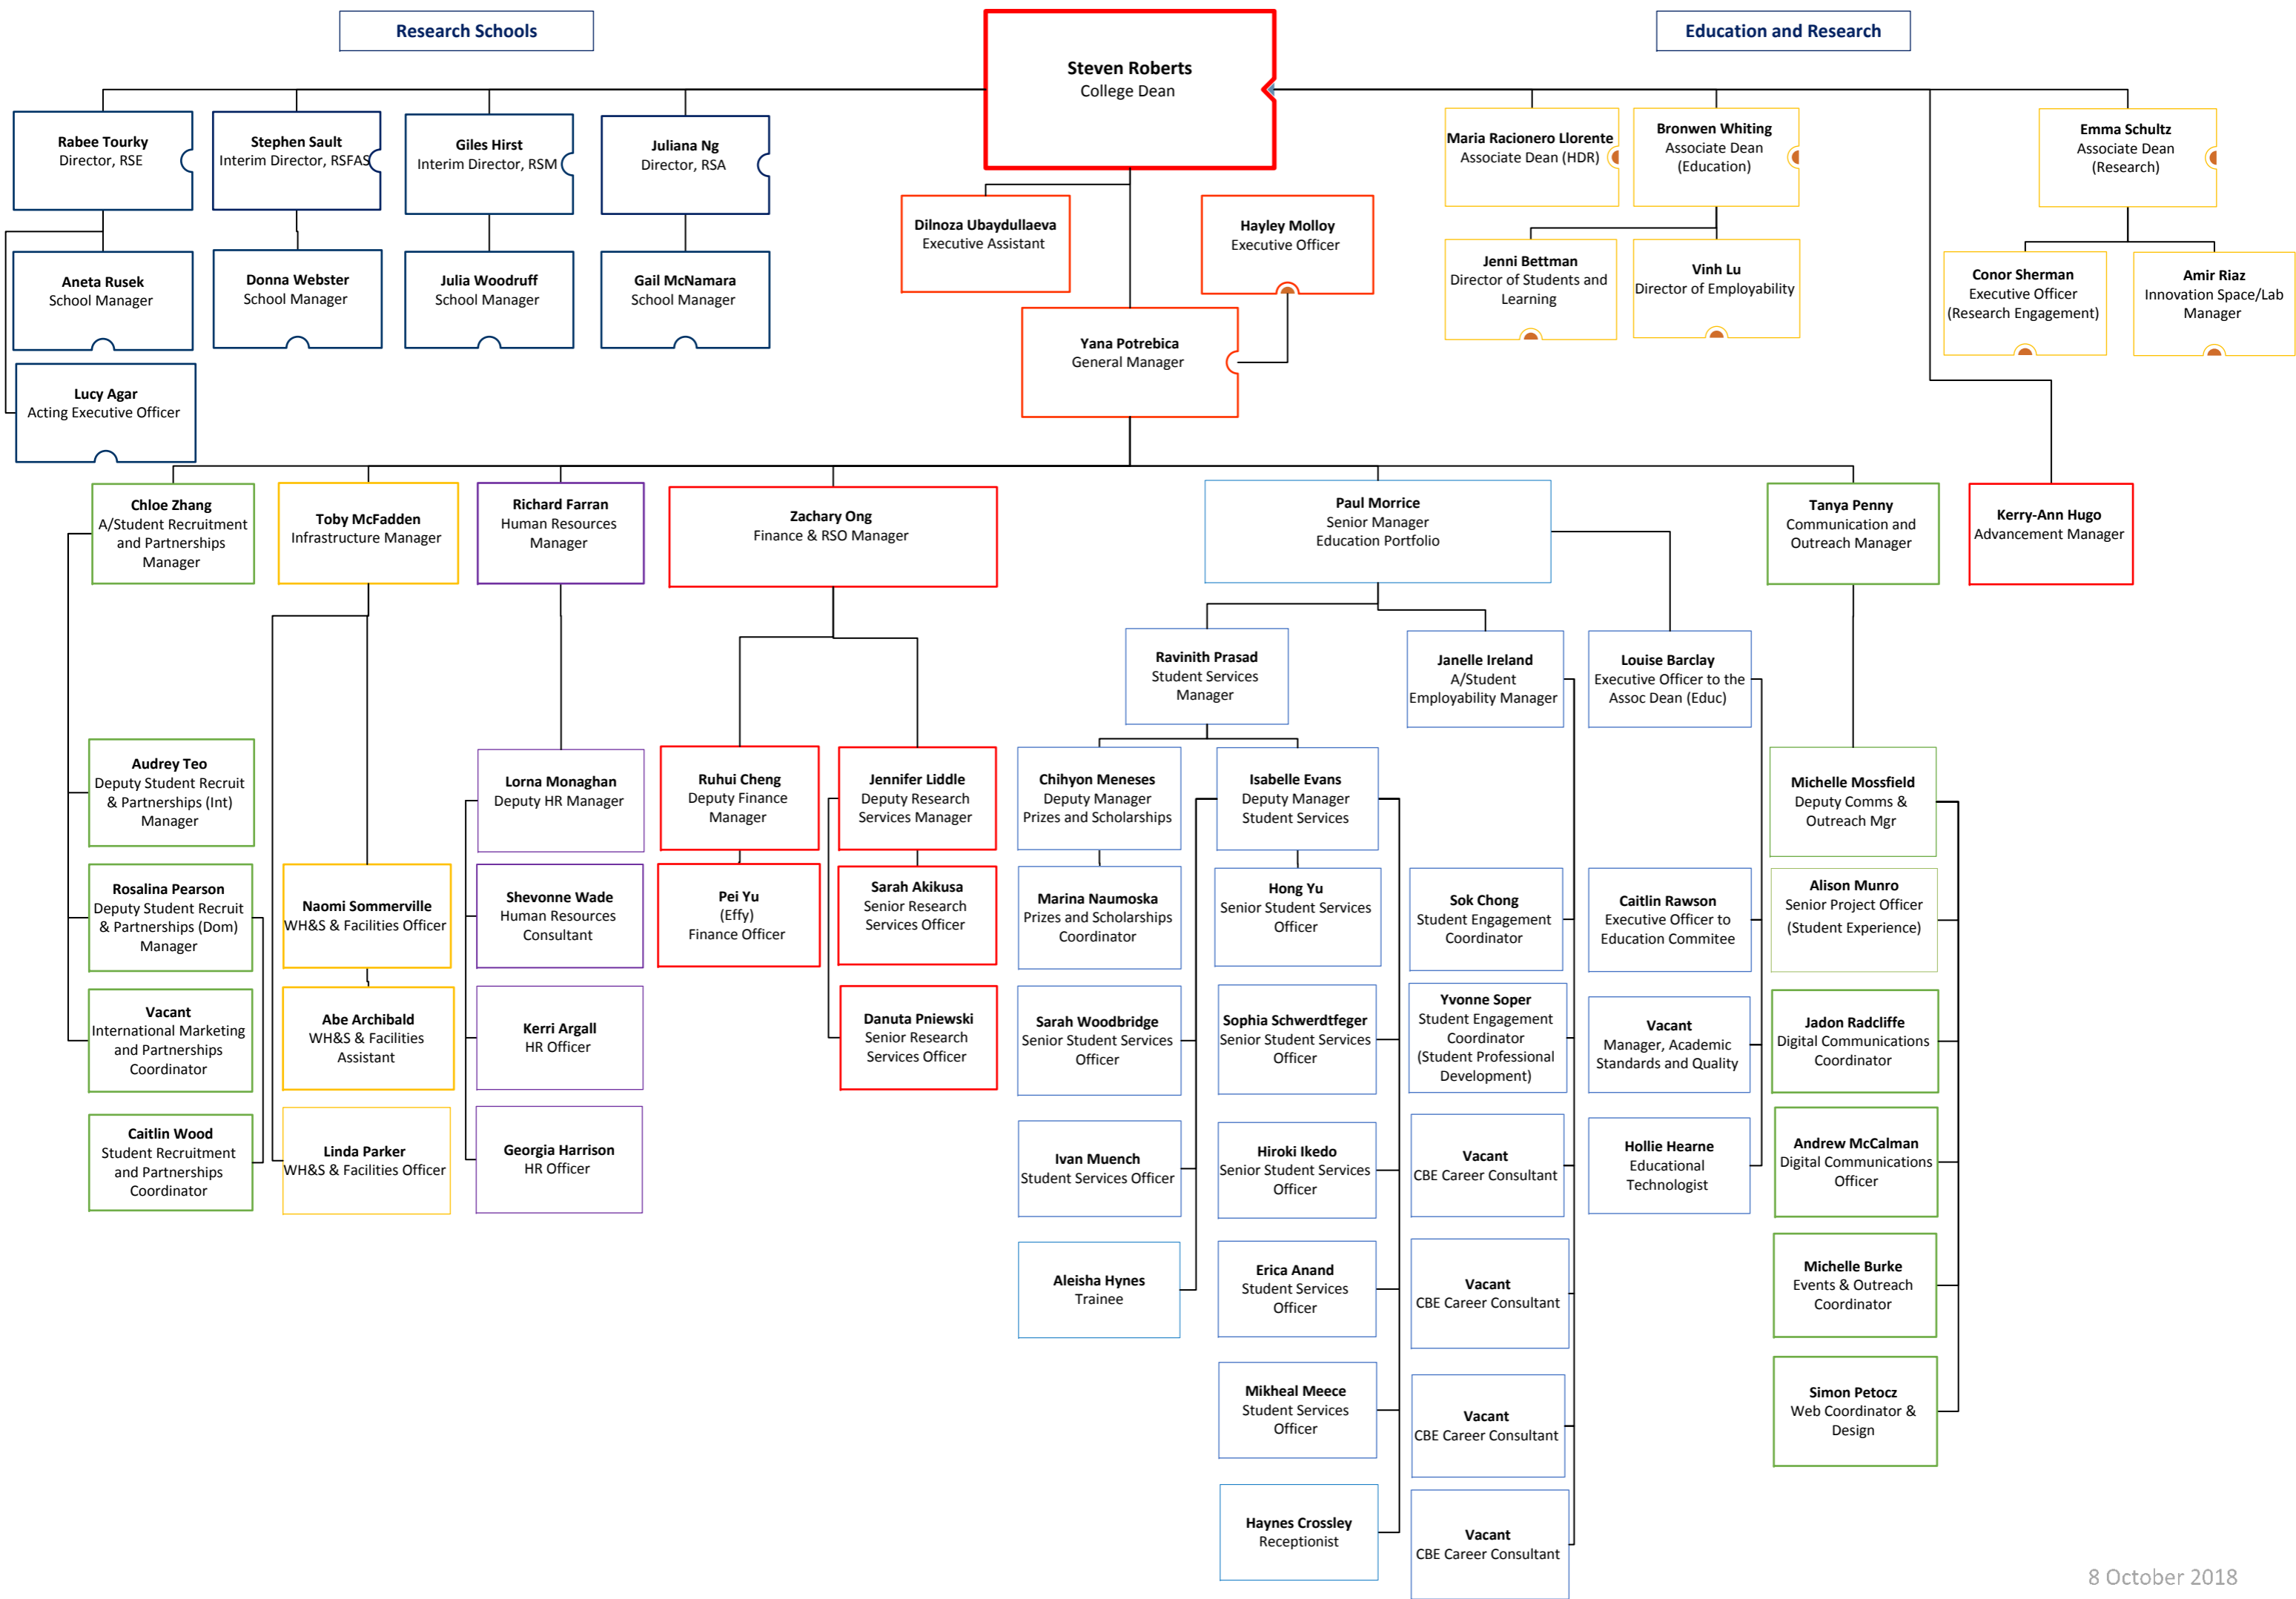 Research Schools
Education and Research
Steven Roberts
College Dean
Rabee Tourky
Director, RSE
Stephen Sault
Interim Director, RSFAS
Giles Hirst
Interim Director, RSM
Juliana Ng
Director, RSA
Maria Racionero Llorente
Associate Dean (HDR)
Bronwen Whiting
Associate Dean
(Education)
Emma Schultz
Associate Dean
(Research)
Dilnoza Ubaydullaeva
Executive Assistant
Hayley Molloy
Executive Officer
Aneta Rusek
School Manager
Donna Webster
School Manager
Julia Woodruff
School Manager
Gail McNamara
School Manager
Jenni Bettman
Director of Students and
Learning
Vinh Lu
Director of Employability
Conor Sherman
Executive Officer
(Research Engagement)
Amir Riaz
Innovation Space/Lab
Manager
Yana Potrebica
General Manager
Lucy Agar
Acting Executive Officer
Chloe Zhang
A/Student Recruitment
and Partnerships
Manager
Toby McFadden
Infrastructure Manager
Richard Farran
Human Resources
Manager
Zachary Ong
Finance & RSO Manager
Paul Morrice
Senior Manager
Education Portfolio
Tanya Penny
Communication and
Outreach Manager
Kerry-Ann Hugo
Advancement Manager
Ravinith Prasad
Student Services
Manager
Janelle Ireland
A/Student
Employability Manager
Louise Barclay
Executive Officer to the
Assoc Dean (Educ)
Audrey Teo
Deputy Student Recruit
& Partnerships (Int)
Manager
Lorna Monaghan
Deputy HR Manager
Ruhui Cheng
Deputy Finance
Manager
Jennifer Liddle
Deputy Research
Services Manager
Chihyon Meneses
Deputy Manager
Prizes and Scholarships
Isabelle Evans
Deputy Manager
Student Services
Michelle Mossfield
Deputy Comms &
Outreach Mgr
Rosalina Pearson
Deputy Student Recruit
& Partnerships (Dom)
Manager
Naomi Sommerville
WH&S & Facilities Officer
Shevonne Wade
Human Resources
Consultant
Pei Yu
(Effy)
Finance Officer
Sarah Akikusa
Senior Research
Services Officer
Marina Naumoska
Prizes and Scholarships
Coordinator
Hong Yu
Senior Student Services
Officer
Sok Chong
Student Engagement
Coordinator
Caitlin Rawson
Executive Officer to
Education Commitee
Alison Munro
Senior Project Officer
(Student Experience)
Vacant
International Marketing
and Partnerships
Coordinator
Abe Archibald
WH&S & Facilities
Assistant
Kerri Argall
HR Officer
Danuta Pniewski
Senior Research
Services Officer
Sarah Woodbridge
Senior Student Services
Officer
Sophia Schwerdtfeger
Senior Student Services
Officer
Yvonne Soper
Student Engagement
Coordinator
(Student Professional
Development)
Vacant
Manager, Academic
Standards and Quality
Jadon Radcliffe
Digital Communications
Coordinator
Caitlin Wood
Student Recruitment
and Partnerships
Coordinator
Linda Parker
WH&S & Facilities Officer
Georgia Harrison
HR Officer
Ivan Muench
Student Services Officer
Hiroki Ikedo
Senior Student Services
Officer
Vacant
CBE Career Consultant
Hollie Hearne
Educational
Technologist
Andrew McCalman
Digital Communications
Officer
Aleisha Hynes
Trainee
Erica Anand
Student Services
Officer
Vacant
CBE Career Consultant
Michelle Burke
Events & Outreach
Coordinator
Mikheal Meece
Student Services
Officer
Vacant
CBE Career Consultant
Simon Petocz
Web Coordinator &
Design
Haynes Crossley
Receptionist
Vacant
CBE Career Consultant
8 October 2018